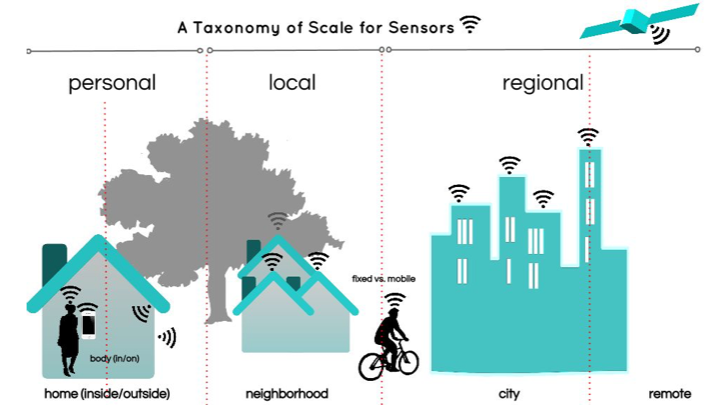 A Taxonomy of Scale for Sensors
personal
local
regional
fixed vs. mobile
body (in/on)
home (inside/outside)
neighborhood
city
remote